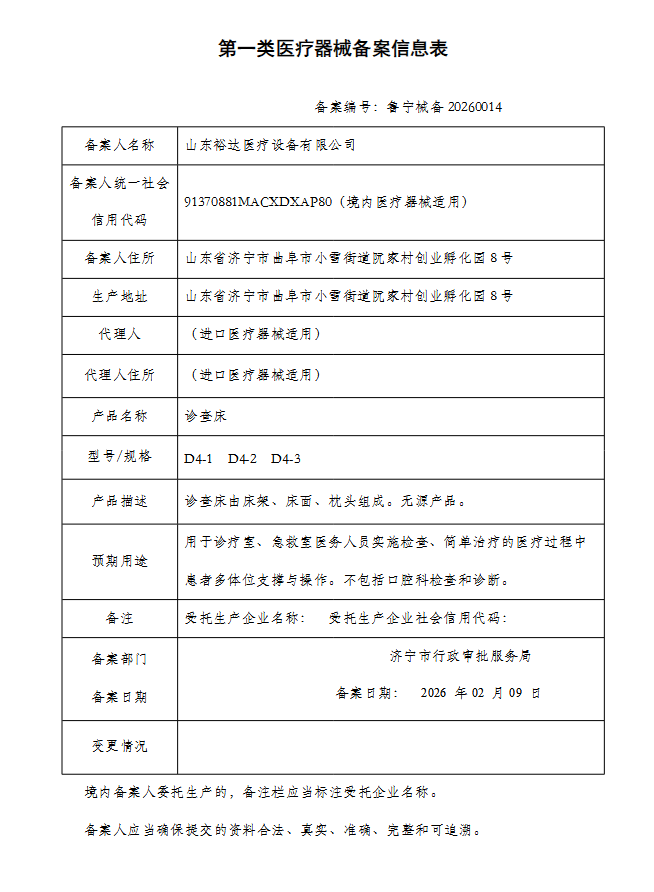 第一类医疗器械备案信息表
备案编号：鲁宁械备 20260014
备案人名称 山东裕达医疗设备有限公司
备案人统一社会
信用代码
91370881MACXDXAP80（境内医疗器械适用）
备案人住所 山东省济宁市曲阜市小雪街道阮家村创业孵化园 8 号
生产地址 山东省济宁市曲阜市小雪街道阮家村创业孵化园 8 号
代理人 （进口医疗器械适用）
代理人住所 （进口医疗器械适用）
产品名称 诊查床
型号/规格 D4-1 D4-2 D4-3
产品描述 诊查床由床架、床面、枕头组成。无源产品。
预期用途
用于诊疗室、急救室医务人员实施检查、简单治疗的医疗过程中
患者多体位支撑与操作。不包括口腔科检查和诊断。
备注 受托生产企业名称： 受托生产企业社会信用代码：
备案部门 济宁市行政审批服务局
备案日期 备案日期： 2026 年 02 月 09 日
变更情况
境内备案人委托生产的，备注栏应当标注受托企业名称。
备案人应当确保提交的资料合法、真实、准确、完整和可追溯。